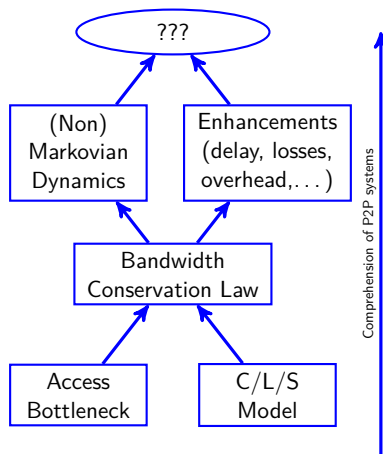 ???
(Non)
Markovian
Dynamics
Enhancements
(delay, losses,
overhead,...)
Bandwidth
Conservation Law
Access
Bottleneck
C/L/S
Model
Comprehension of P2P systems